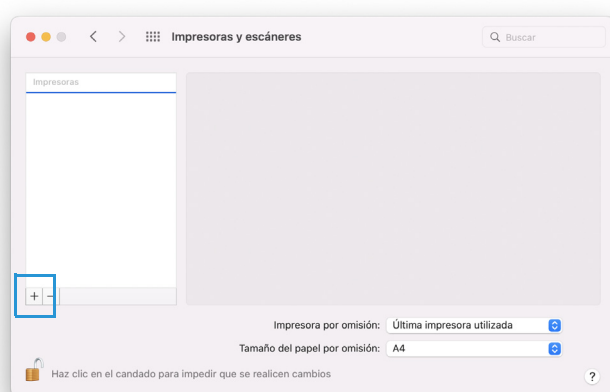 Impresoras y escáneres
Buscar
Impresoras
+ −
Impresora por omisión: Última impresora utilizada
Tamaño del papel por omisión: A4
Haz clic en el candado para impedir que se realicen cambios
?